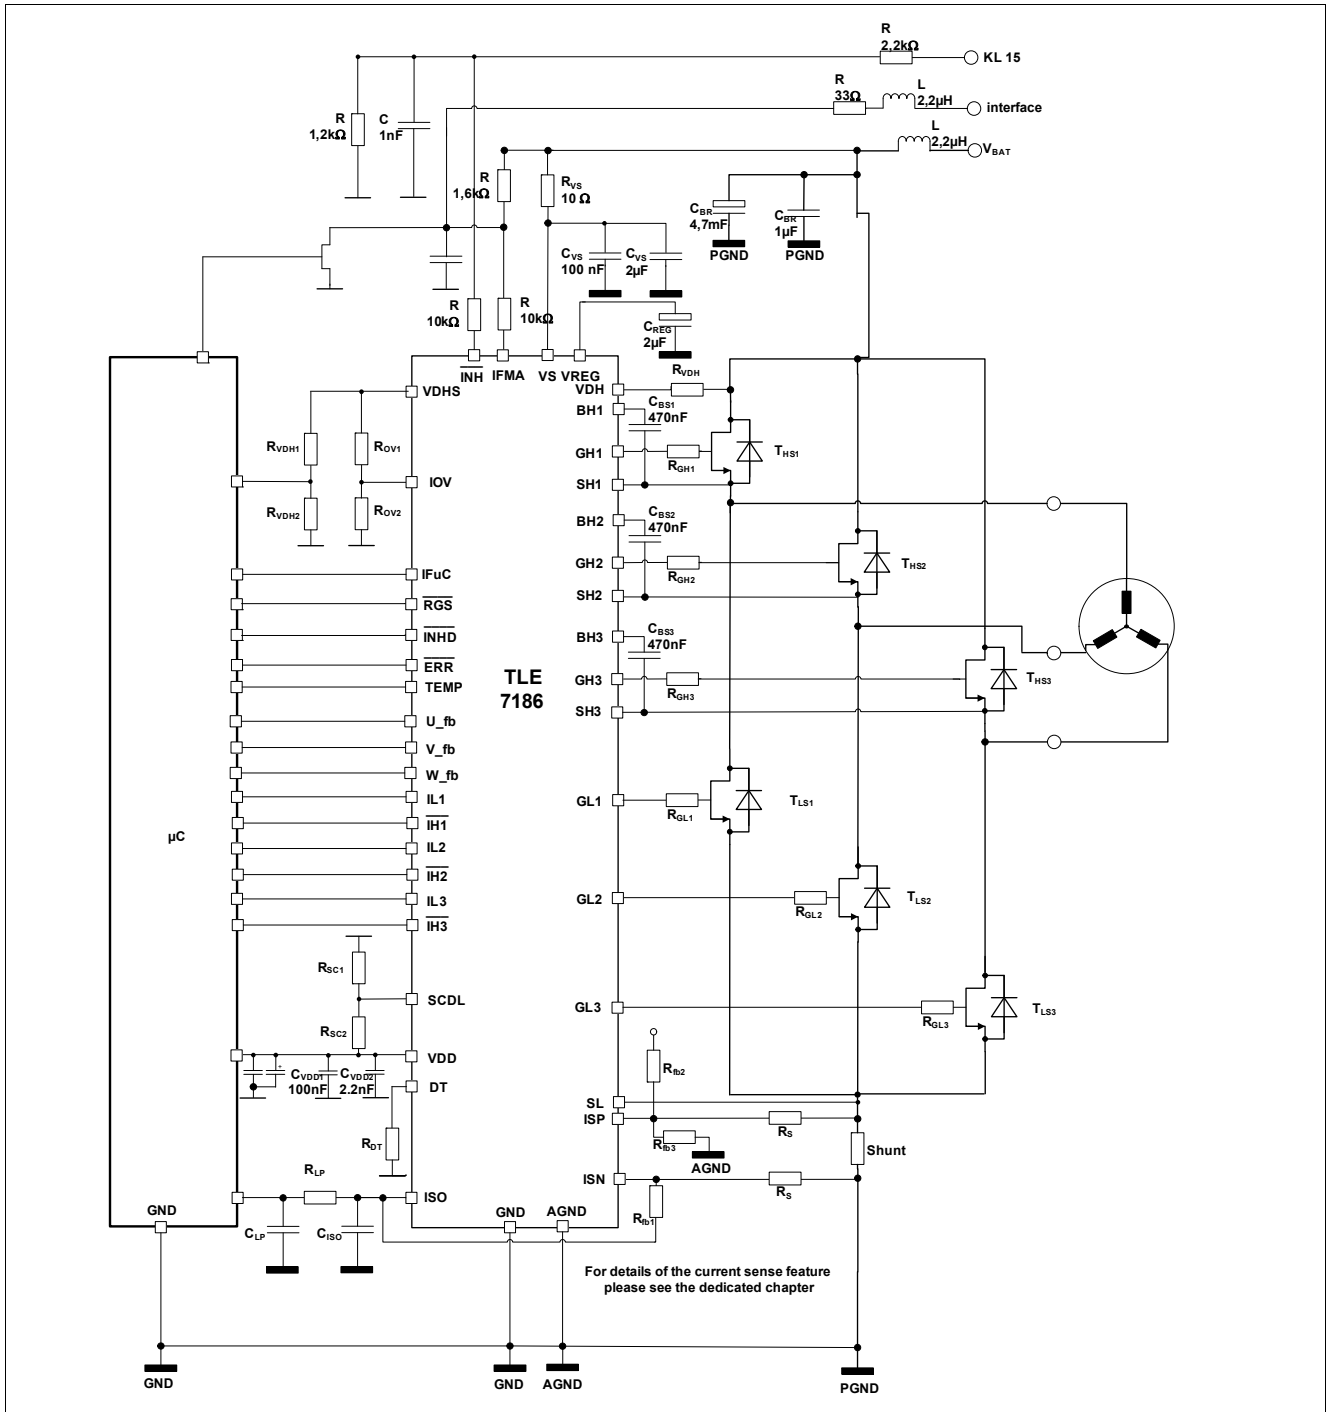 R
2,2kΩ
KL 15
R
33Ω
L
2,2µH
interface
R
1,2kΩ
C
1nF
L
2,2µH
VBAT
R
1,6kΩ
RVS
10 Ω
CBR
4,7mF
CBR
1µF
PGND
PGND
CVS
100 nF
CVS
2µF
R
10kΩ
R
10kΩ
CREG
2µF
INH
IFMA
VS
VREG
RVDH
VDHS
VDH
CBS1
470nF
BH1
RVDH1
ROV1
GH1
RGH1
THS1
IOV
SH1
RVDH2
ROV2
BH2
CBS2
470nF
GH2
RGH2
THS2
IFuC
SH2
RGS
INHD
BH3
CBS3
470nF
ERR
TEMP
TLE
7186
GH3
RGH3
THS3
SH3
U_fb
V_fb
W_fb
IL1
GL1
RGL1
TLS1
IH1
µC
IL2
IH2
IL3
GL2
RGL2
TLS2
IH3
RSC1
SCDL
GL3
RGL3
TLS3
RSC2
VDD
CVDD1
100nF
CVDD2
2.2nF
Rfb2
DT
SL
ISP
RS
RDT
Rfb3
AGND
Shunt
RLP
ISN
RS
ISO
Rfb1
GND
GND
AGND
CLP
CISO
For details of the current sense feature
please see the dedicated chapter
GND
GND
AGND
PGND